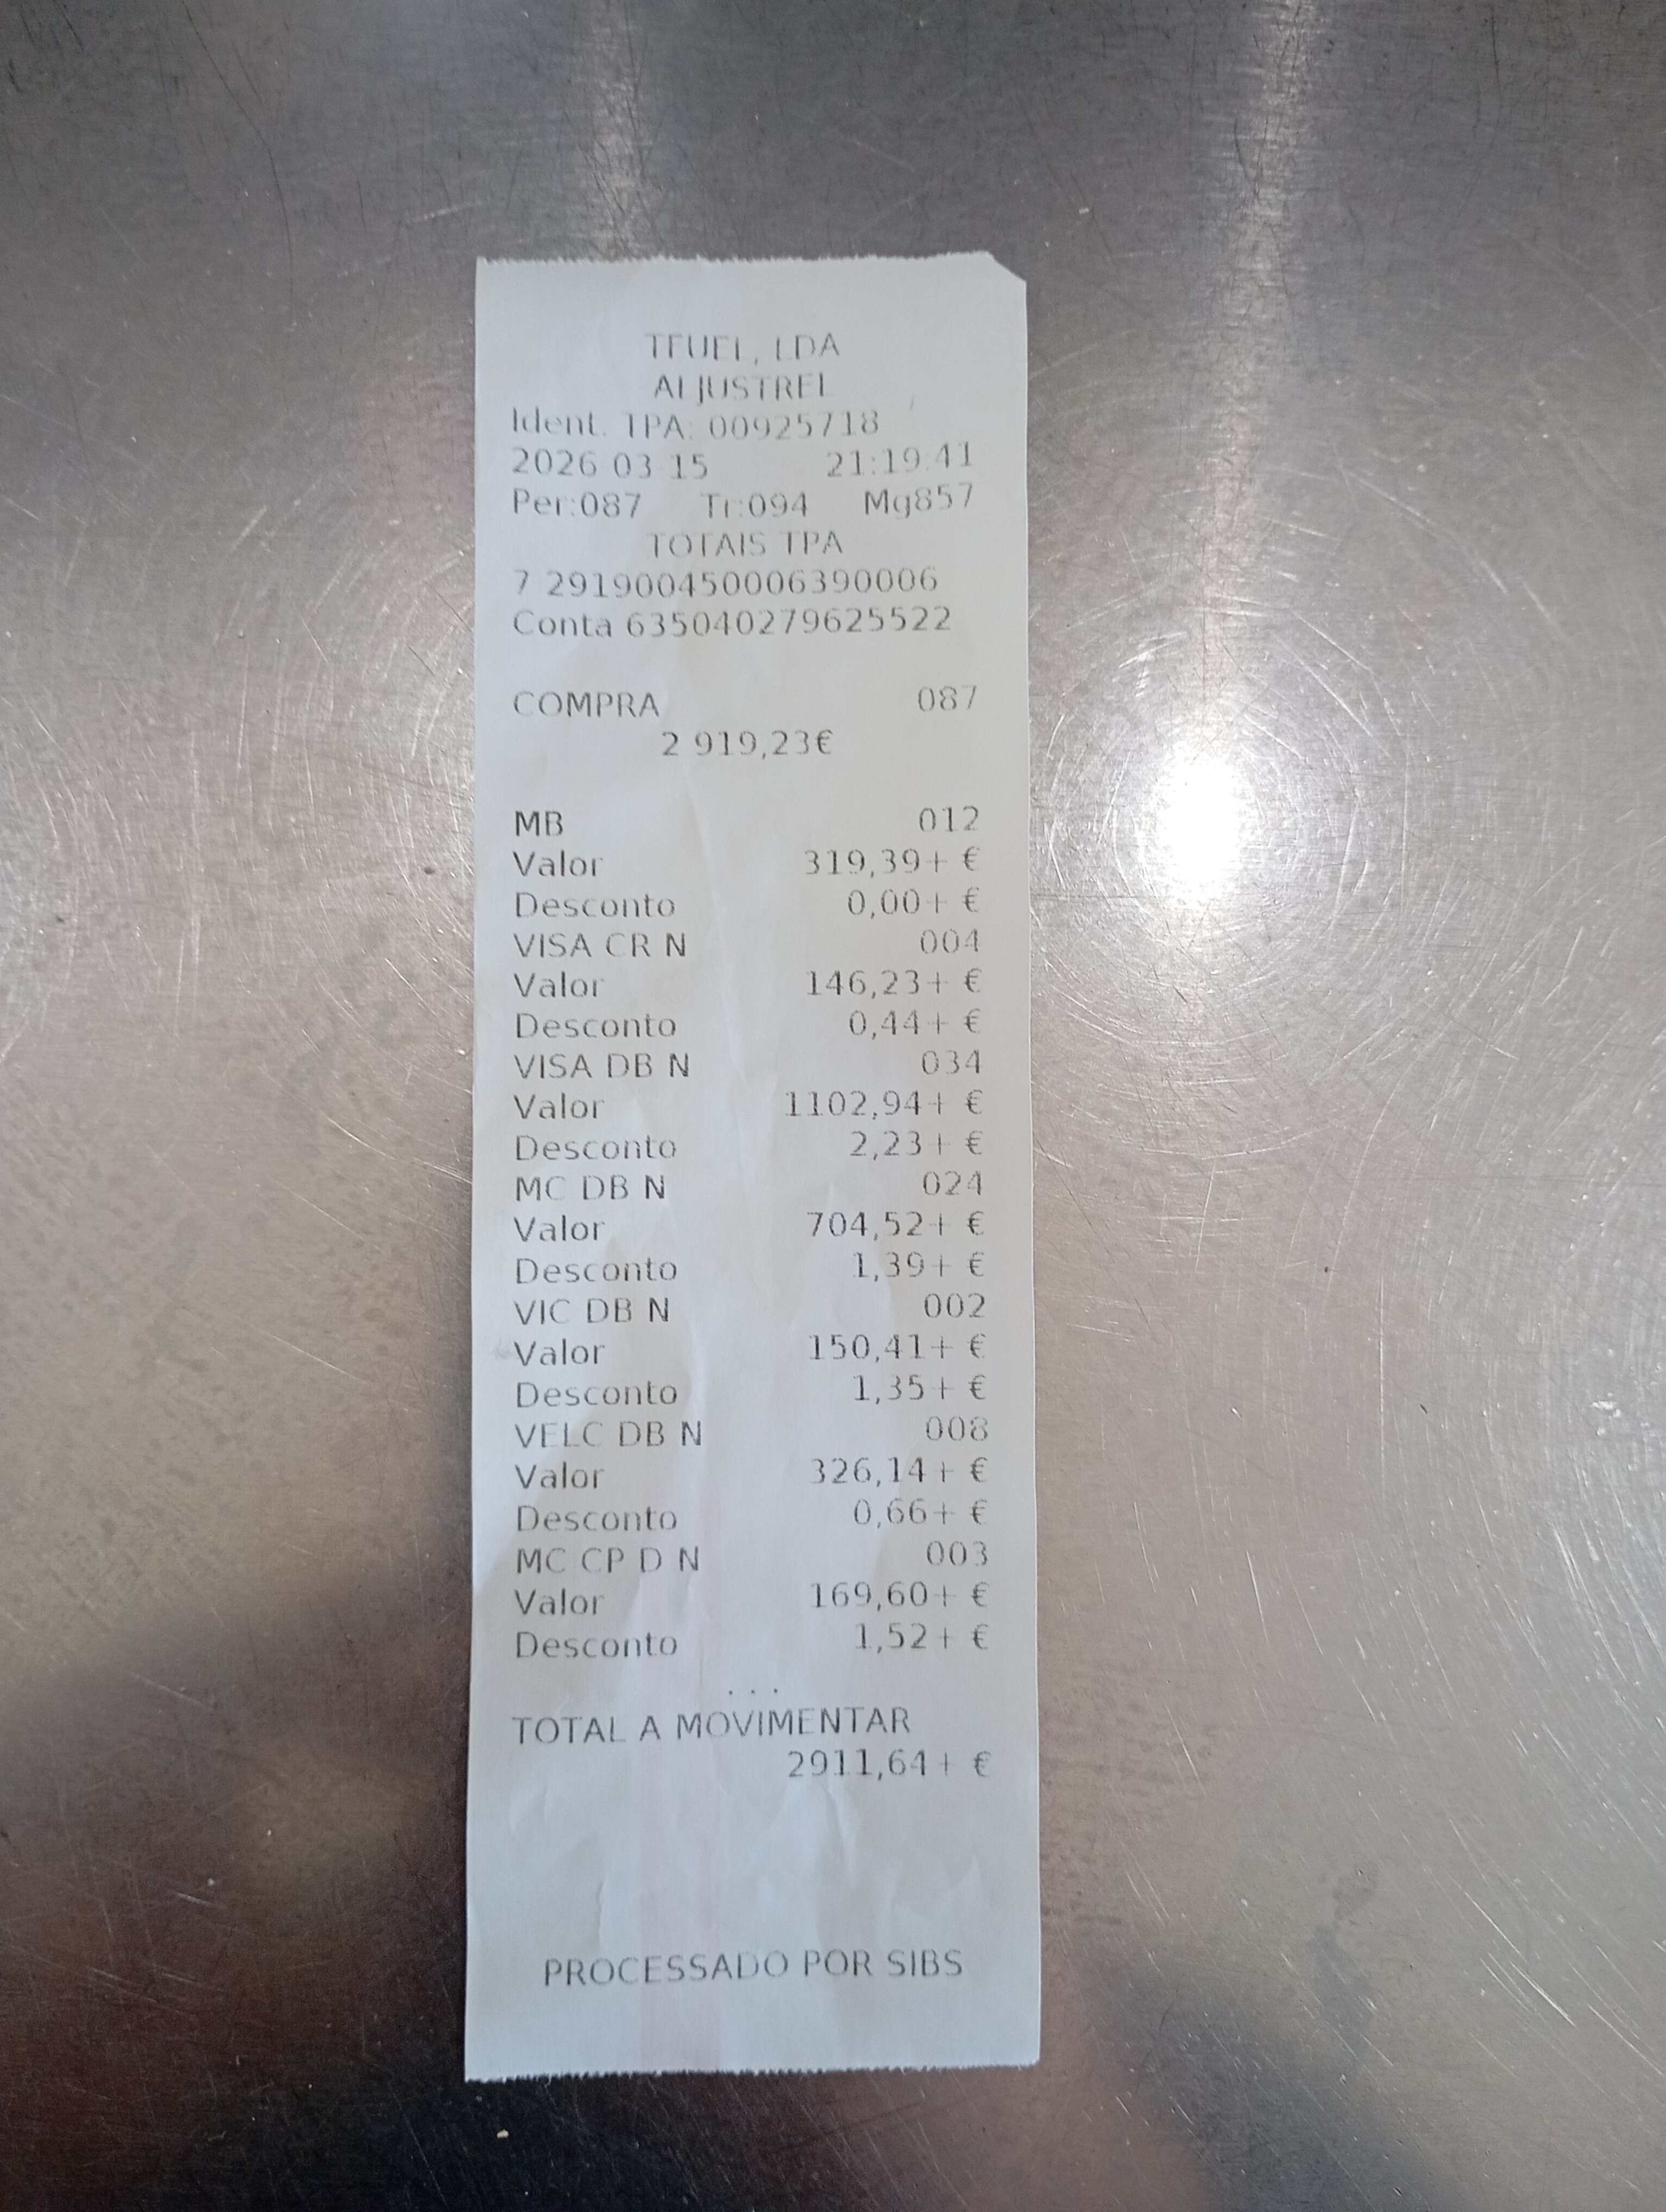 TFUEL, LDA
ALJUSTREL
Ident. TPA: 00925718
2026-03-15 21:19:41
Per:087 Tr:094 Mg857
TOTAIS TPA
7 291900450006390006
Conta 635040279625522
COMPRA 087
2 919,23€
MB 012
Valor 319,39+ €
Desconto 0,00+ €
VISA CR N 004
Valor 146,23+ €
Desconto 0,44+ €
VISA DB N 034
Valor 1102,94+ €
Desconto 2,23+ €
MC DB N 024
Valor 704,52+ €
Desconto 1,39+ €
VIC DB N 002
Valor 150,41+ €
Desconto 1,35+ €
VELC DB N 008
Valor 326,14+ €
Desconto 0,66+ €
MC CP D N 003
Valor 169,60+ €
Desconto 1,52+ €
...
TOTAL A MOVIMENTAR
2911,64+ €
PROCESSADO POR SIBS